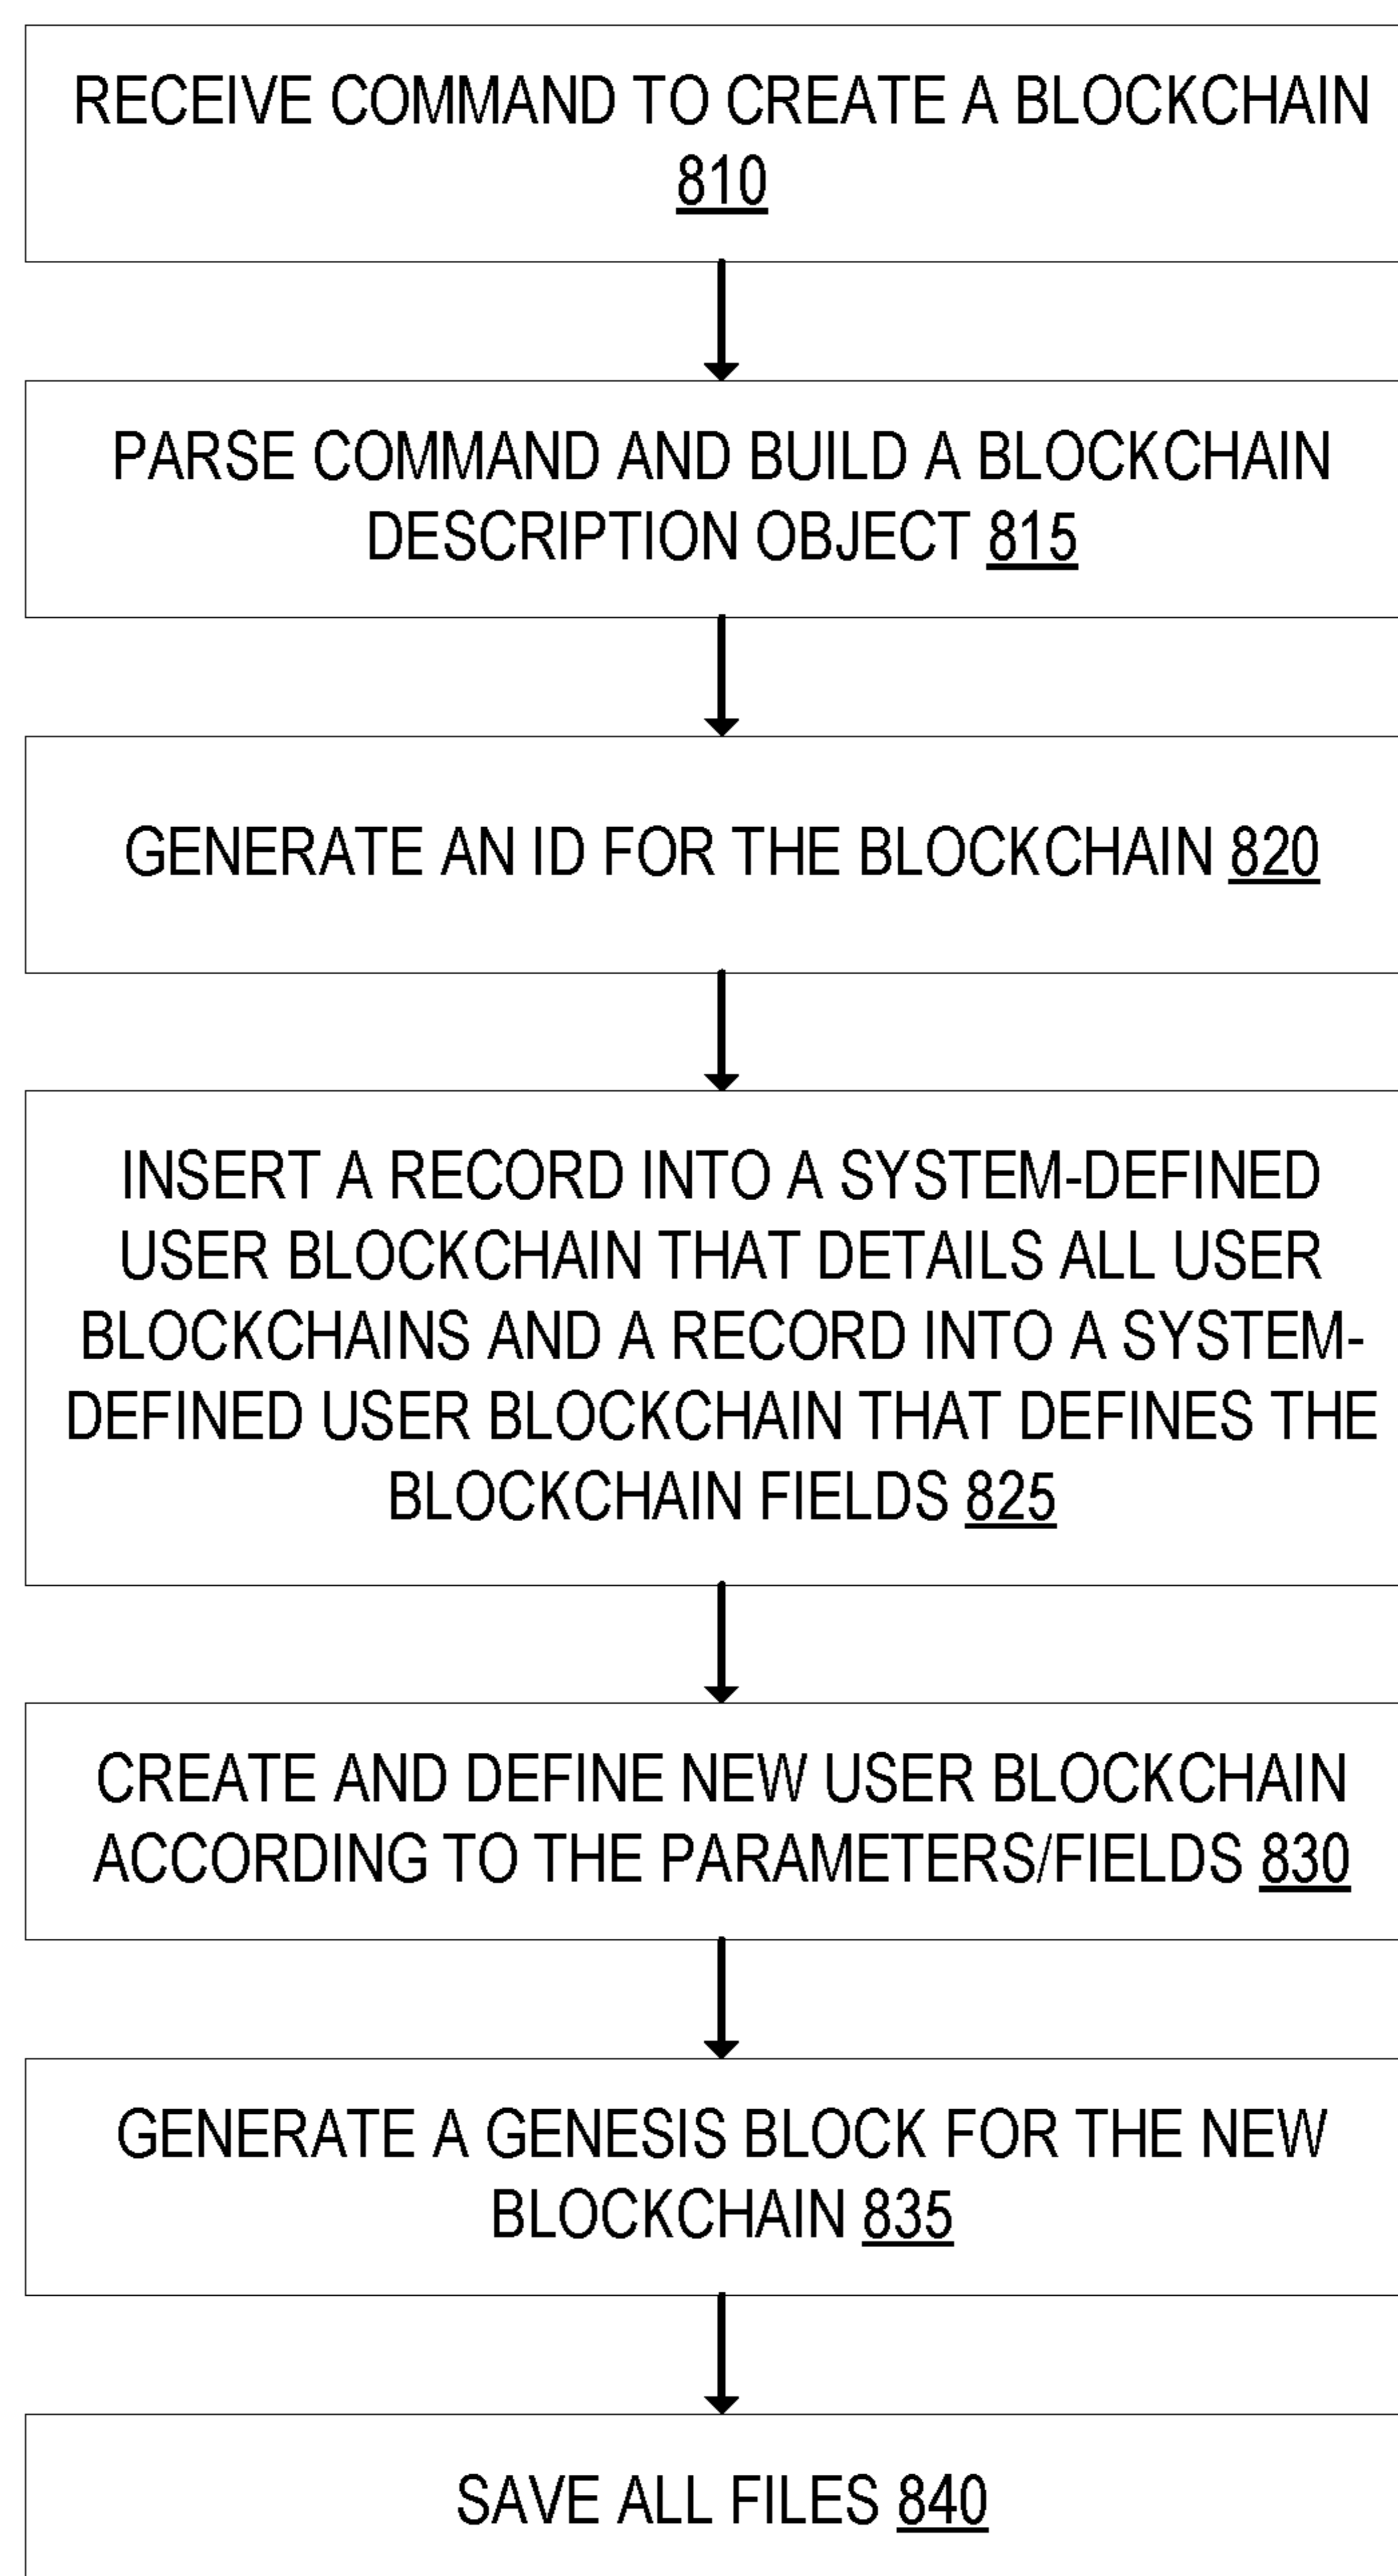 RECEIVE COMMAND TO CREATE A BLOCKCHAIN
810
PARSE COMMAND AND BUILD A BLOCKCHAIN
DESCRIPTION OBJECT 815
GENERATE AN ID FOR THE BLOCKCHAIN 820
INSERT A RECORD INTO A SYSTEM-DEFINED
USER BLOCKCHAIN THAT DETAILS ALL USER
BLOCKCHAINS AND A RECORD INTO A SYSTEM-
DEFINED USER BLOCKCHAIN THAT DEFINES THE
BLOCKCHAIN FIELDS 825
CREATE AND DEFINE NEW USER BLOCKCHAIN
ACCORDING TO THE PARAMETERS/FIELDS 830
GENERATE A GENESIS BLOCK FOR THE NEW
BLOCKCHAIN 835
SAVE ALL FILES 840